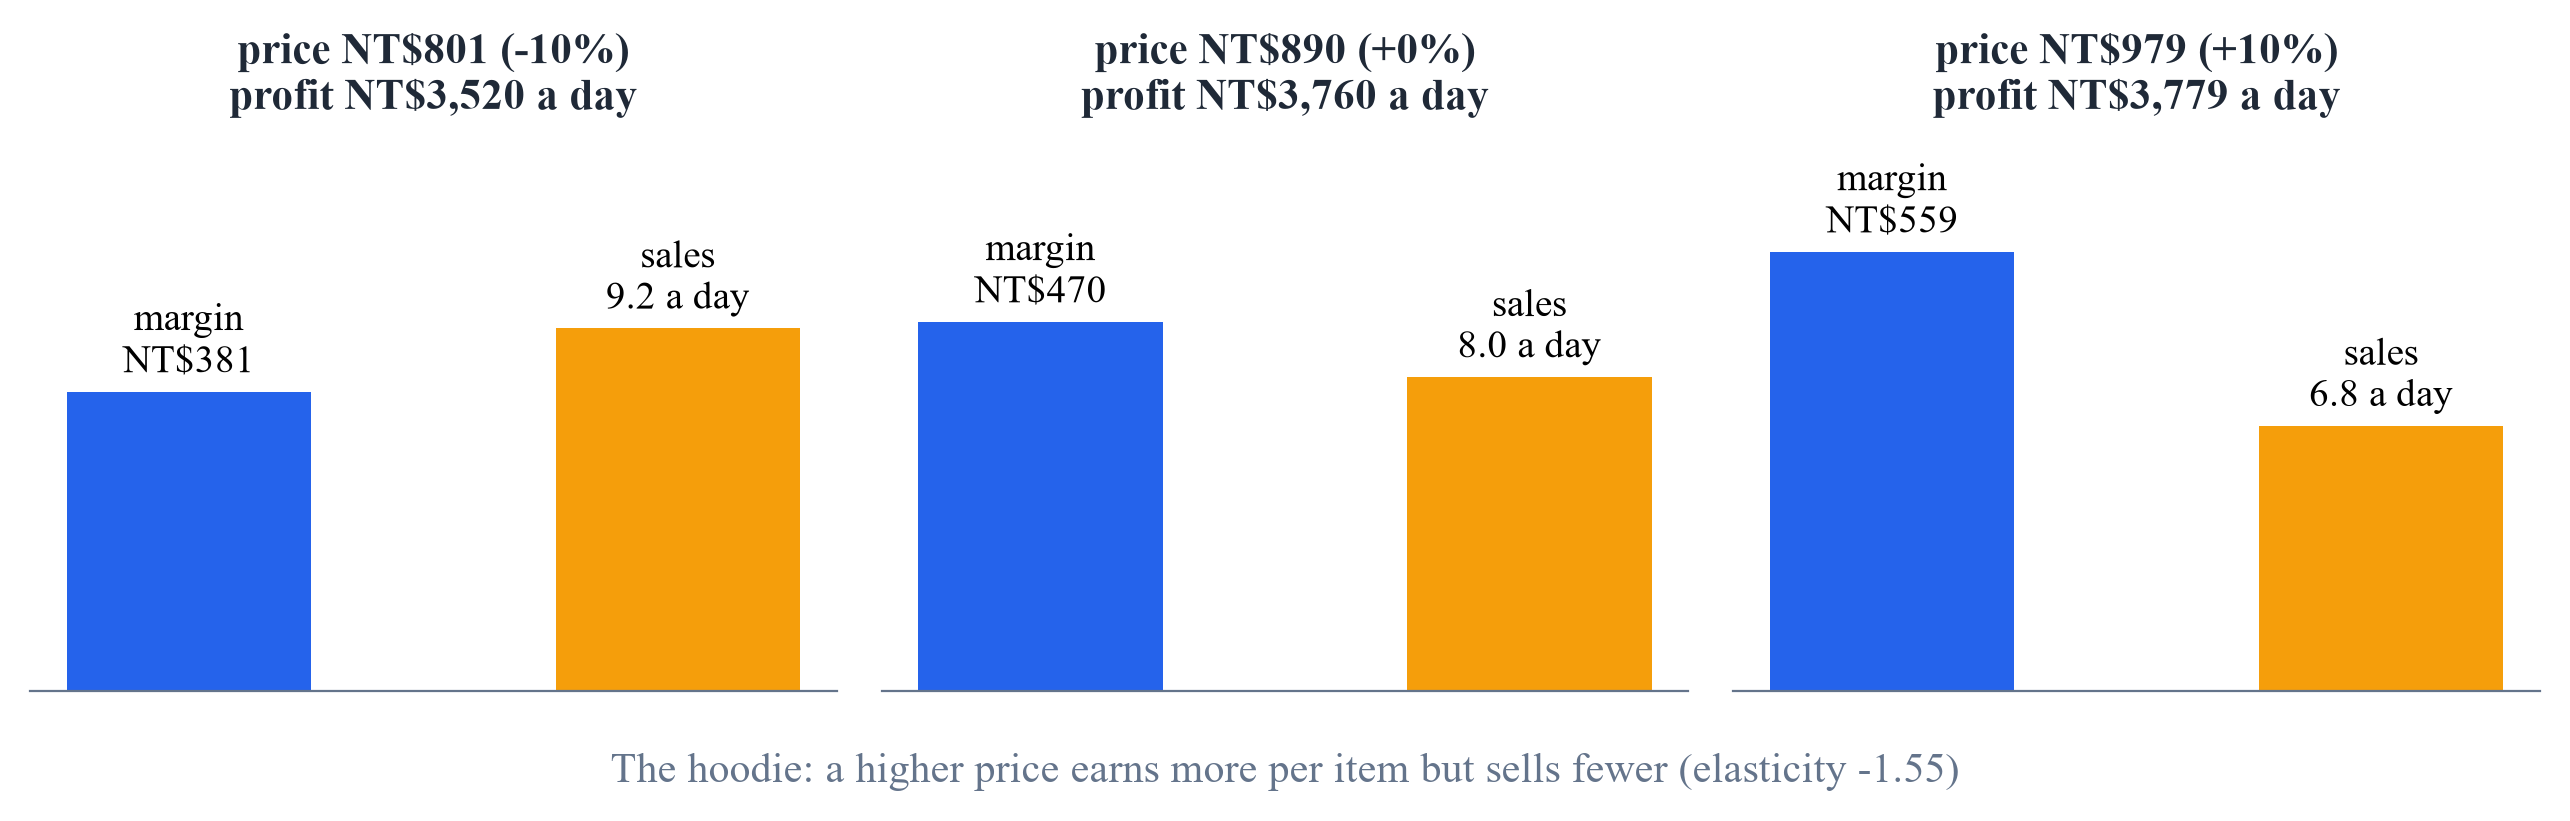 price NT$801 (-10%)
profit NT$3,520 a day
margin
NT$381
sales
9.2 a day
price NT$890 (+0%)
profit NT$3,760 a day
margin
NT$470
sales
8.0 a day
price NT$979 (+10%)
profit NT$3,779 a day
margin
NT$559
sales
6.8 a day
The hoodie: a higher price earns more per item but sells fewer (elasticity -1.55)